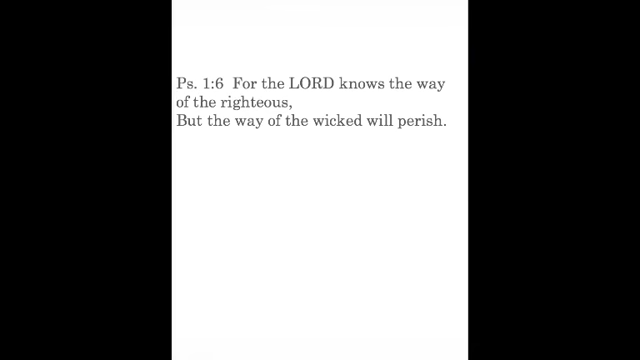 Ps. 1:6  For the LORD knows the way
of the righteous,
But the way of the wicked will perish.